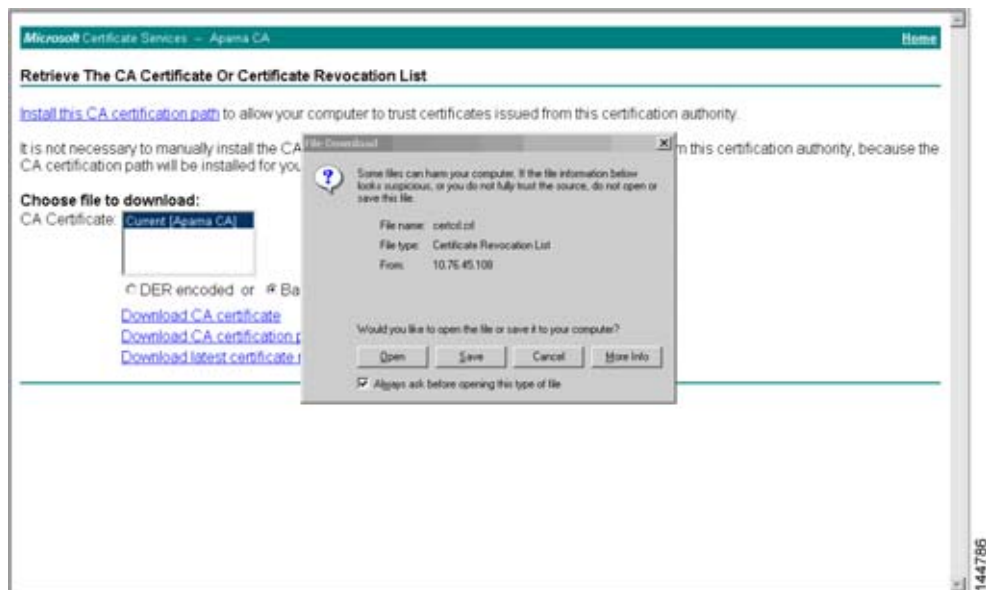 Microsoft Certificate Services -- Aparna CA Home
Retrieve The CA Certificate Or Certificate Revocation List
Install this CA certification path to allow your computer to trust certificates issued from this certification authority.
It is not necessary to manually install the CA
m this certification authority, because the
CA certification path will be installed for you
Choose file to download:
CA Certificate: Current [Aparna CA]
DER encoded or Ba
Download CA certificate
Download CA certification p
Download latest certificate r
File Download
Some files can harm your computer. If the file information below
looks suspicious, or you do not fully trust the source, do not open or
save this file.
File name: certcrl.crl
File type: Certificate Revocation List
From: 10.76.45.108
Would you like to open the file or save it to your computer?
Open Save Cancel More Info
Always ask before opening this type of file
144786